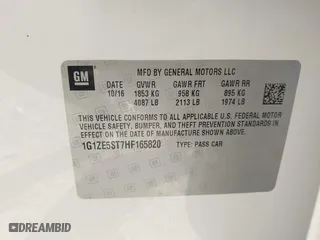 GM
MFD BY GENERAL MOTORS LLC
DATE GVWR GAWR FR GAWR RR
10/16 1853 KG 958 KG 895 KG
4087 LB 2113 LB 1974 LB
THIS VEHICLE CONFORMS TO ALL APPLICABLE U.S. FEDERAL MOTOR
VEHICLE SAFETY, BUMPER, AND THEFT PREVENTION STANDARDS
IN EFFECT ON THE DATE OF MANUFACTURE SHOWN ABOVE.
1G1ZE5ST7HF165820 TYPE: PASS CAR
AUTOBIDCAR